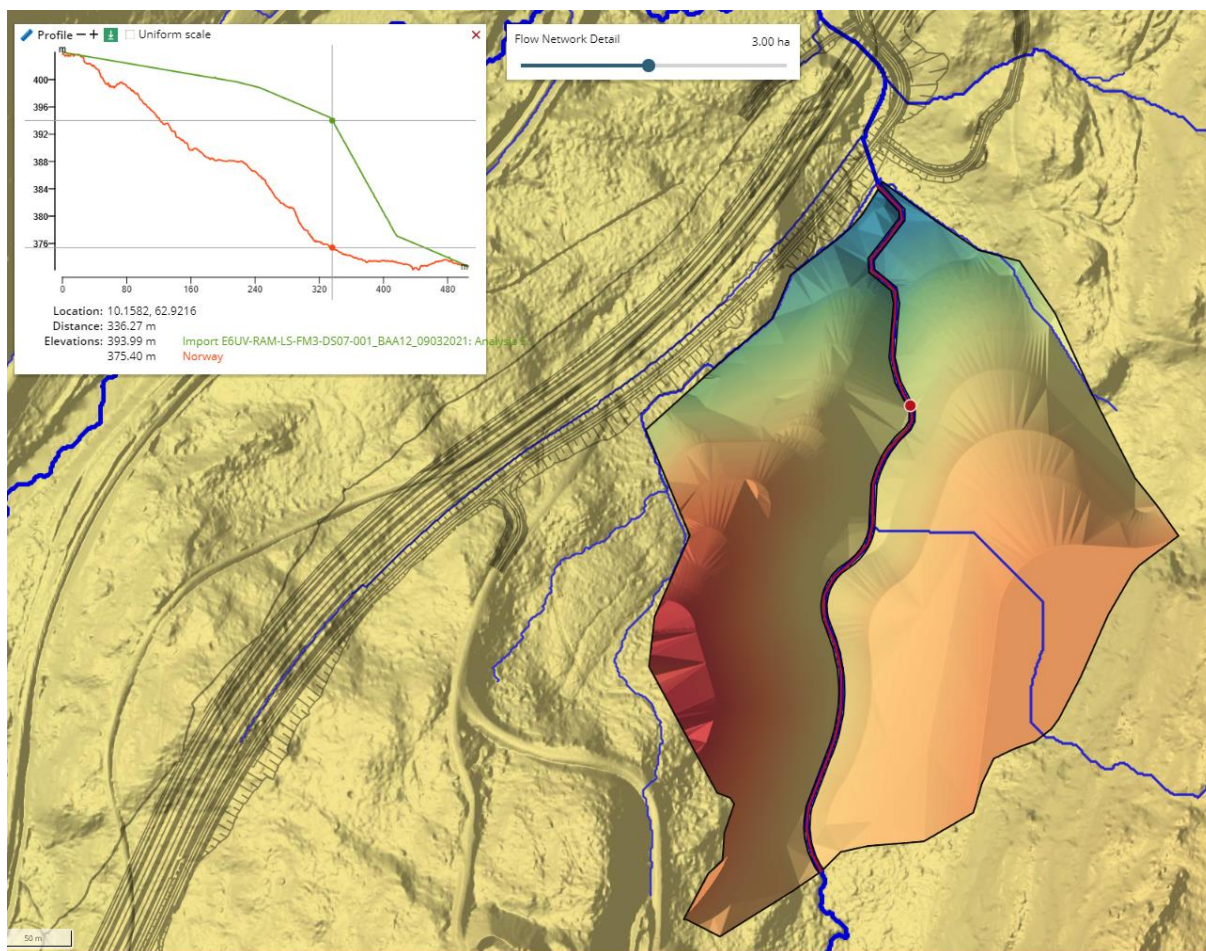 Profile − + Uniform scale
m
400
396
392
388
384
380
376
0 80 160 240 320 400 480
m
Location: 10.1582, 62.9216
Distance: 336.27 m
Elevations: 393.99 m Import E6UV-RAM-LS-FM3-DS07-001_BAA12_09032021: Analysis
375.40 m Norway
Flow Network Detail 3.00 ha
50 m